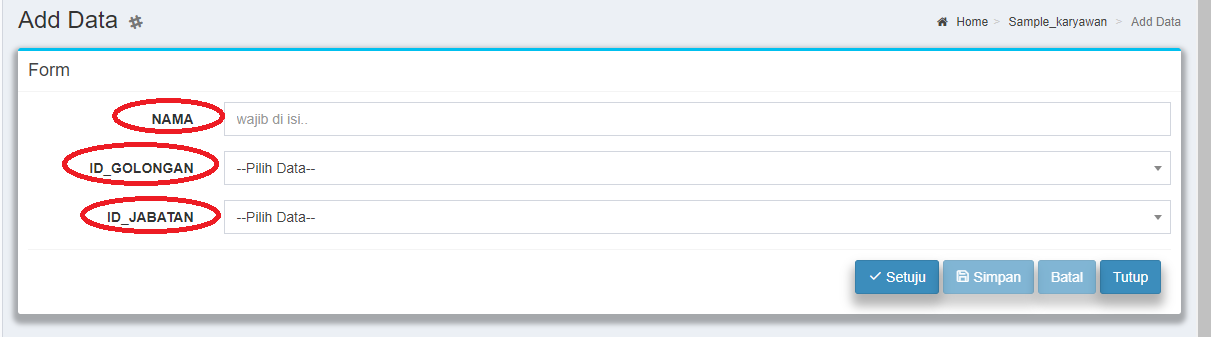 Add Data
Home > Sample_karyawan > Add Data
Form
NAMA wajib di isi..
ID_GOLONGAN --Pilih Data--
ID_JABATAN --Pilih Data--
Setuju Simpan Batal Tutup